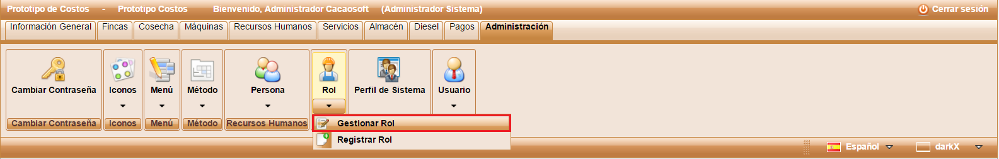 Prototipo de Costos - Prototipo Costos Bienvenido, Administrador Cacaosoft (Administrador Sistema) Cerrar sesión
Información General Fincas Cosecha Máquinas Recursos Humanos Servicios Almacén Diesel Pagos Administración
Cambiar Contraseña Iconos Menú Método Persona Rol Perfil de Sistema Usuario
Cambiar Contraseña Iconos Menú Método Recursos Humanos
Gestionar Rol
Registrar Rol
Español darkX